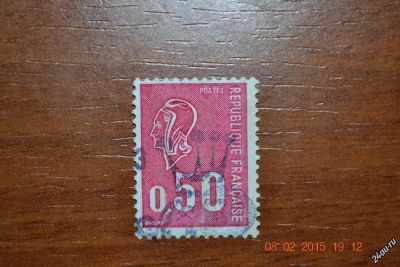 POSTES
REPUBLIQUE FRANÇAISE
0,50
08 02 2015 19 12
24au.ru